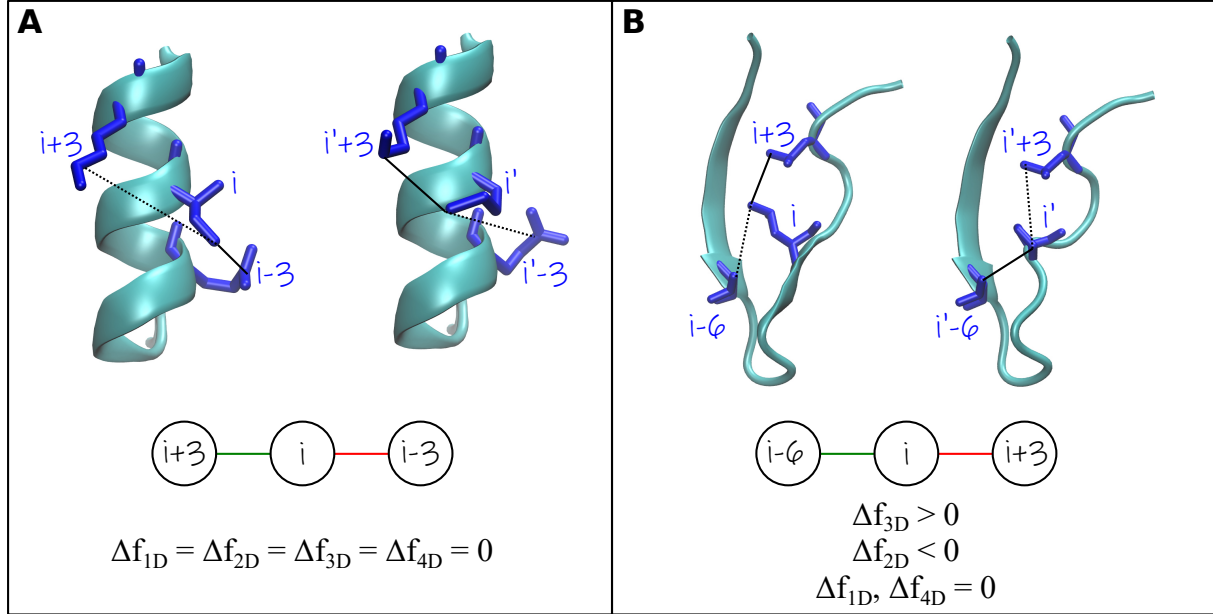 A
i+3
i
i-3
i'+3
i'
i'-3
i+3
i
i-3
Δf1D = Δf2D = Δf3D = Δf4D = 0
B
i+3
i
i-6
i'+3
i'
i'-6
i-6
i
i+3
Δf3D > 0
Δf2D < 0
Δf1D, Δf4D = 0